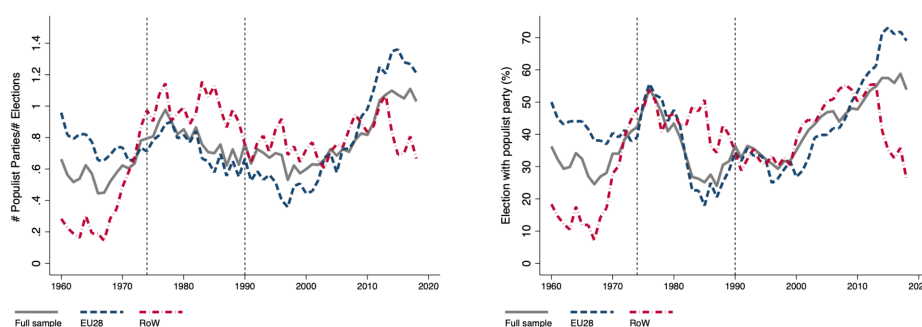 # Populist Parties/# Elections
1.4
1.2
1
.8
.6
.4
.2
0
1960 1970 1980 1990 2000 2010 2020
Full sample EU28 RoW
Election with populist party (%)
70
60
50
40
30
20
10
0
1960 1970 1980 1990 2000 2010 202
Full sample EU28 RoW